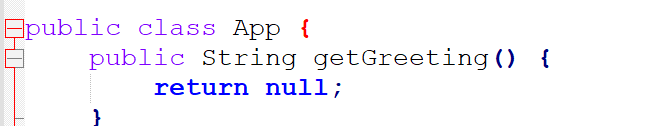 public class App {
    public String getGreeting() {
        return null;
    }